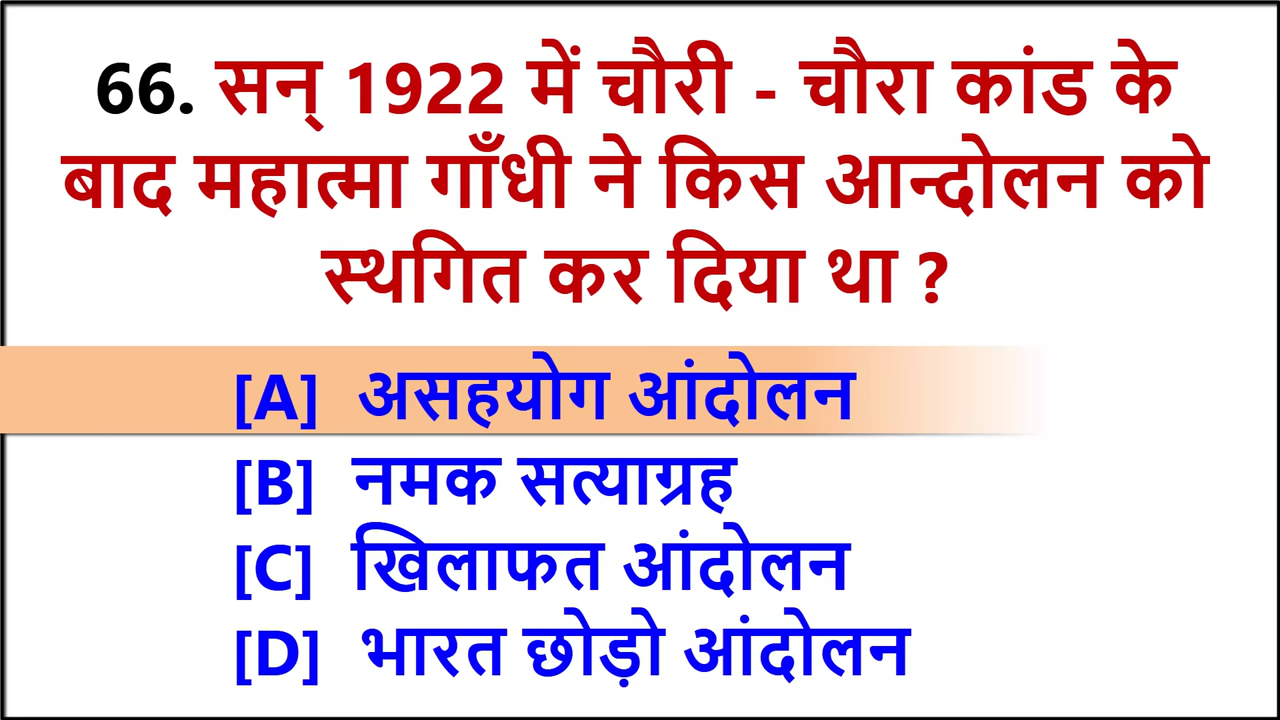 66. सन् 1922 में चौरी - चौरा कांड के
बाद महात्मा गाँधी ने किस आन्दोलन को
स्थगित कर दिया था ?
[A] असहयोग आंदोलन
[B] नमक सत्याग्रह
[C] खिलाफत आंदोलन
[D] भारत छोड़ो आंदोलन